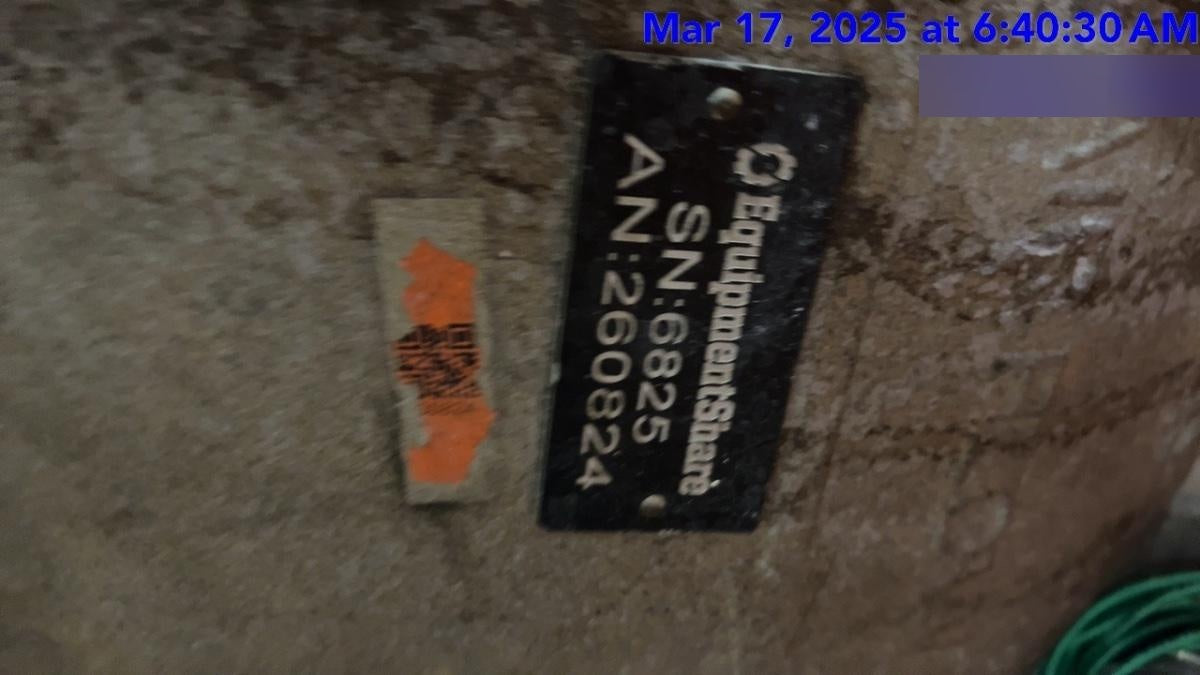 Mar 17, 2025 at 6:40:30 AM
EquipmentShare
SN:6825
AN:260824